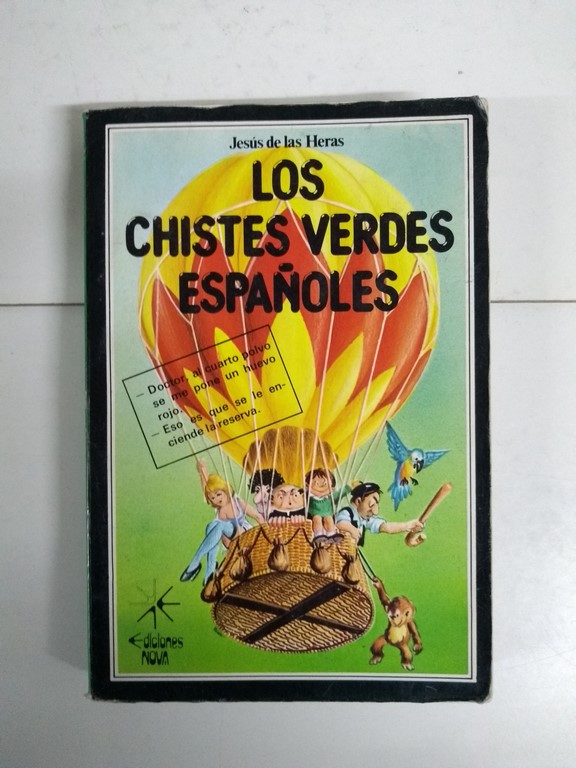 Jesús de las Heras
LOS
CHISTES VERDES
ESPAÑOLES
— Doctor, al cuarto polvo
se me pone un huevo
rojo.
— Eso es que se le en-
ciende la reserva.
Ediciones
NOVA